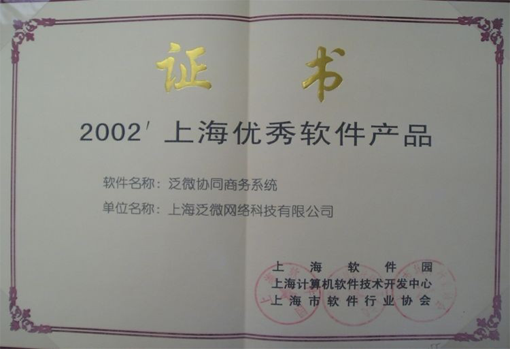 证书
2002'上海优秀软件产品
软件名称：泛微协同商务系统
单位名称：上海泛微网络科技有限公司
上海软件园
上海计算机软件技术开发中心
上海市软件行业协会